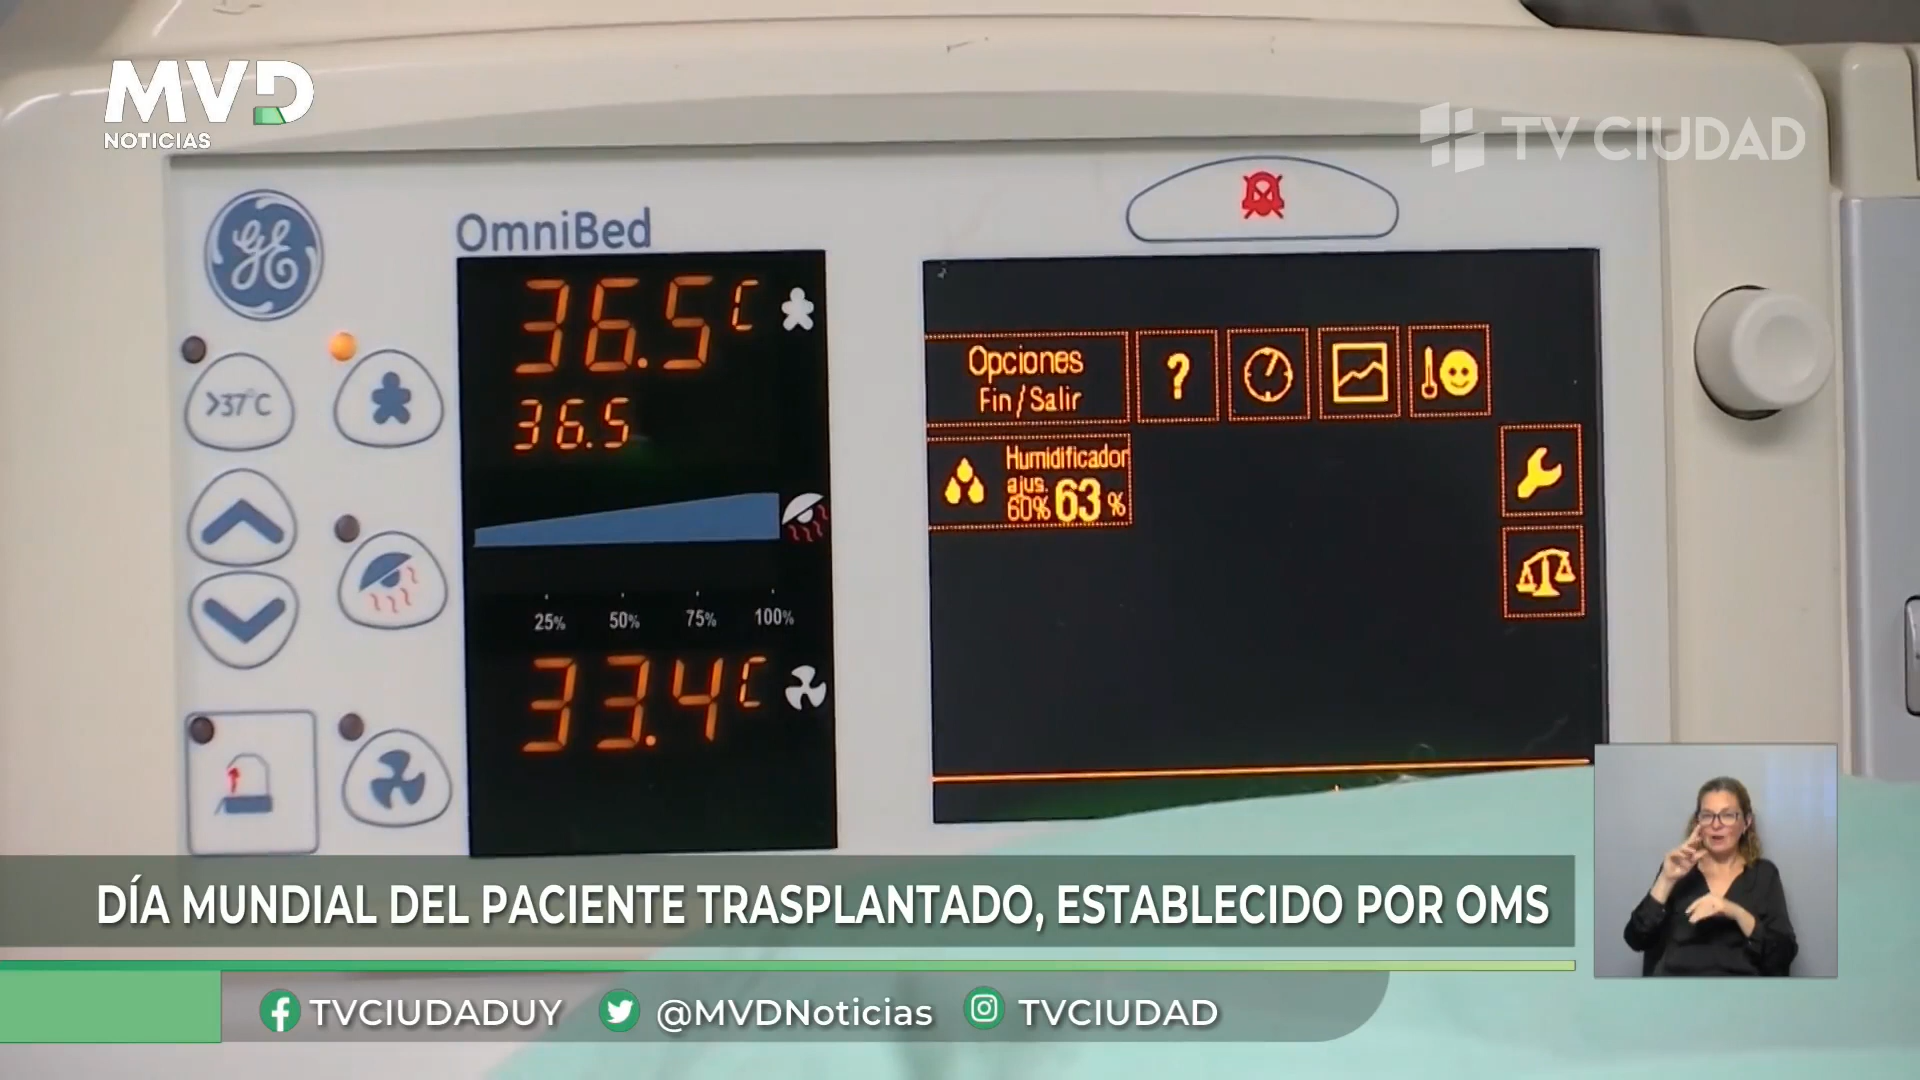 MVD
NOTICIAS
TV CIUDAD
GE
OmniBed
36.5 C
36.5
>37°C
25% 50% 75% 100%
33.4 C
Opciones
Fin/Salir
?
Humidificador
ajus.
60% 63 %
DÍA MUNDIAL DEL PACIENTE TRASPLANTADO, ESTABLECIDO POR OMS
TVCIUDADUY @MVDNoticias TVCIUDAD